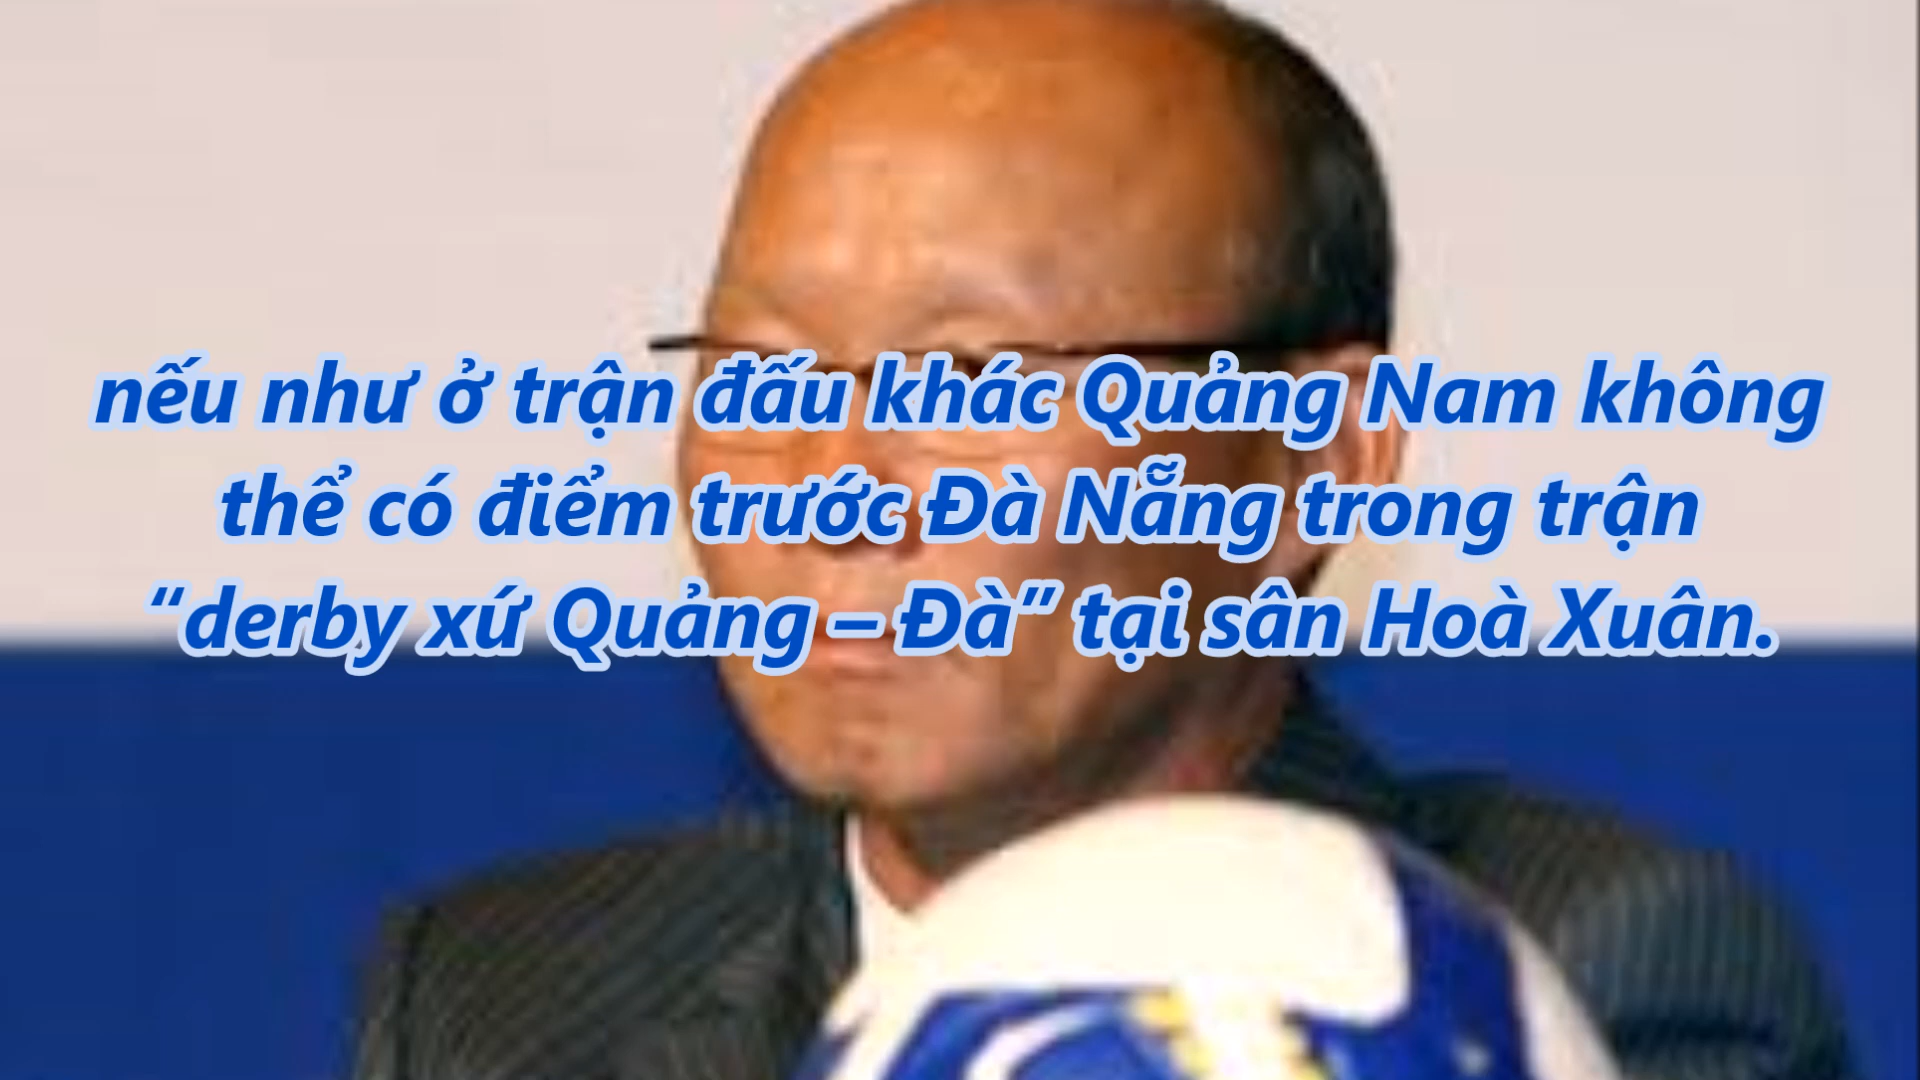 nếu như ở trận đấu khác Quảng Nam không
thể có điểm trước Đà Nẵng trong trận
“derby xứ Quảng – Đà” tại sân Hoà Xuân.